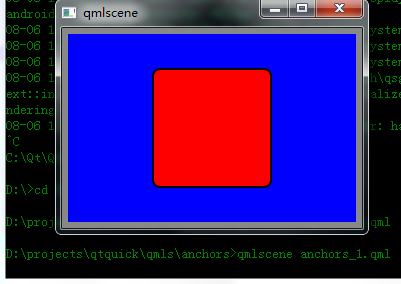 android
08-06 1
08-06 1
08-06 1
08-06 1
ext::in
ndering
08-06 1
^C
C:\Qt\Q
D:\>cd
D:\proj
qmlscene
ystem
ystem
ystem
h\qsg
alize
r: ha
qml
D:\projects\qtquick\qmls\anchors>qmlscene anchors_1.qml